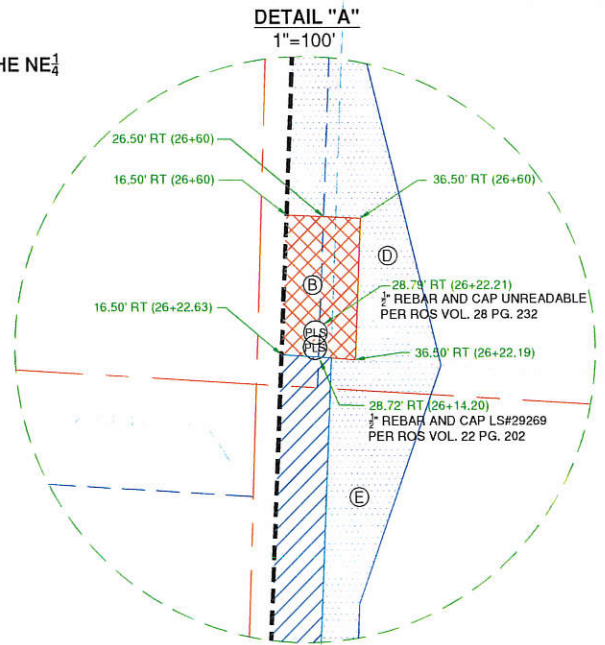 DETAIL "A"
1"=100'
HE NE¼
26.50' RT (26+60)
16.50' RT (26+60)
36.50' RT (26+60)
D
B
28.79' RT (26+22.21)
½" REBAR AND CAP UNREADABLE
PER ROS VOL. 28 PG. 232
16.50' RT (26+22.63)
PLS
PLS
36.50' RT (26+22.19)
28.72' RT (26+14.20)
½" REBAR AND CAP LS#29269
PER ROS VOL. 22 PG. 202
E